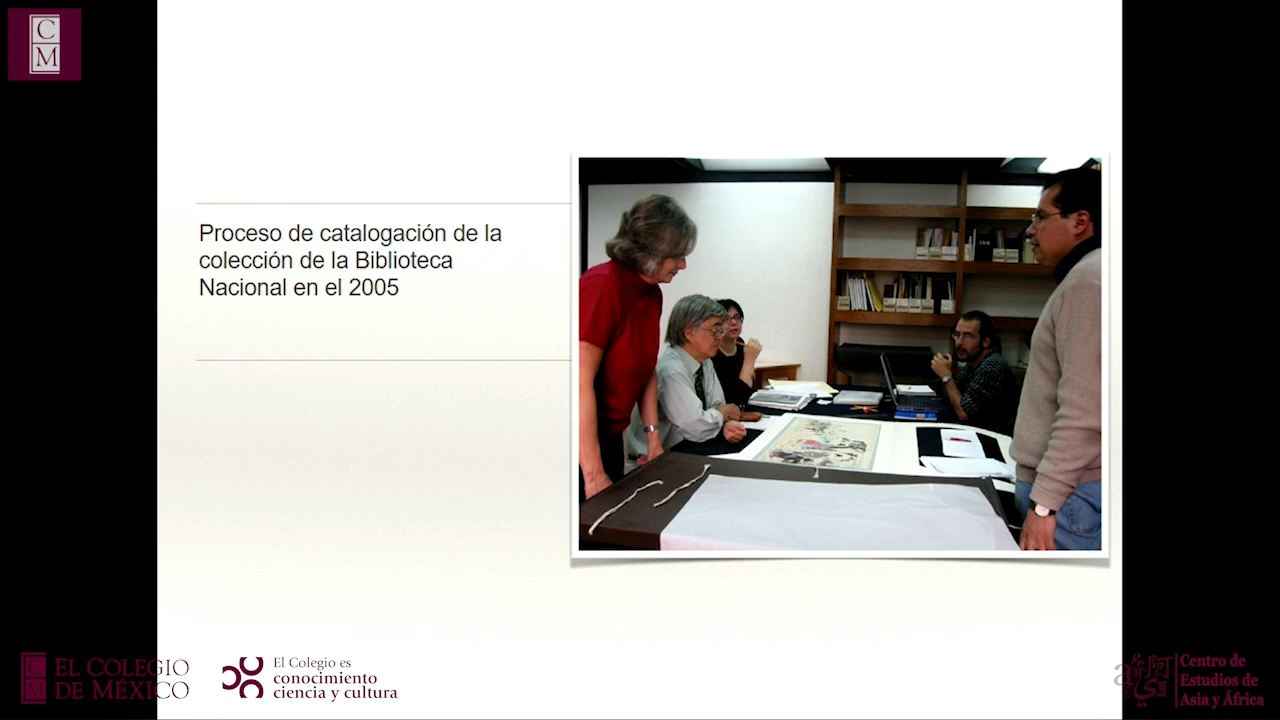 C
M
Proceso de catalogación de la
colección de la Biblioteca
Nacional en el 2005
C
M
EL COLEGIO
DE MÉXICO
El Colegio es
conocimiento
ciencia y cultura
Centro de
Estudios de
Asia y África